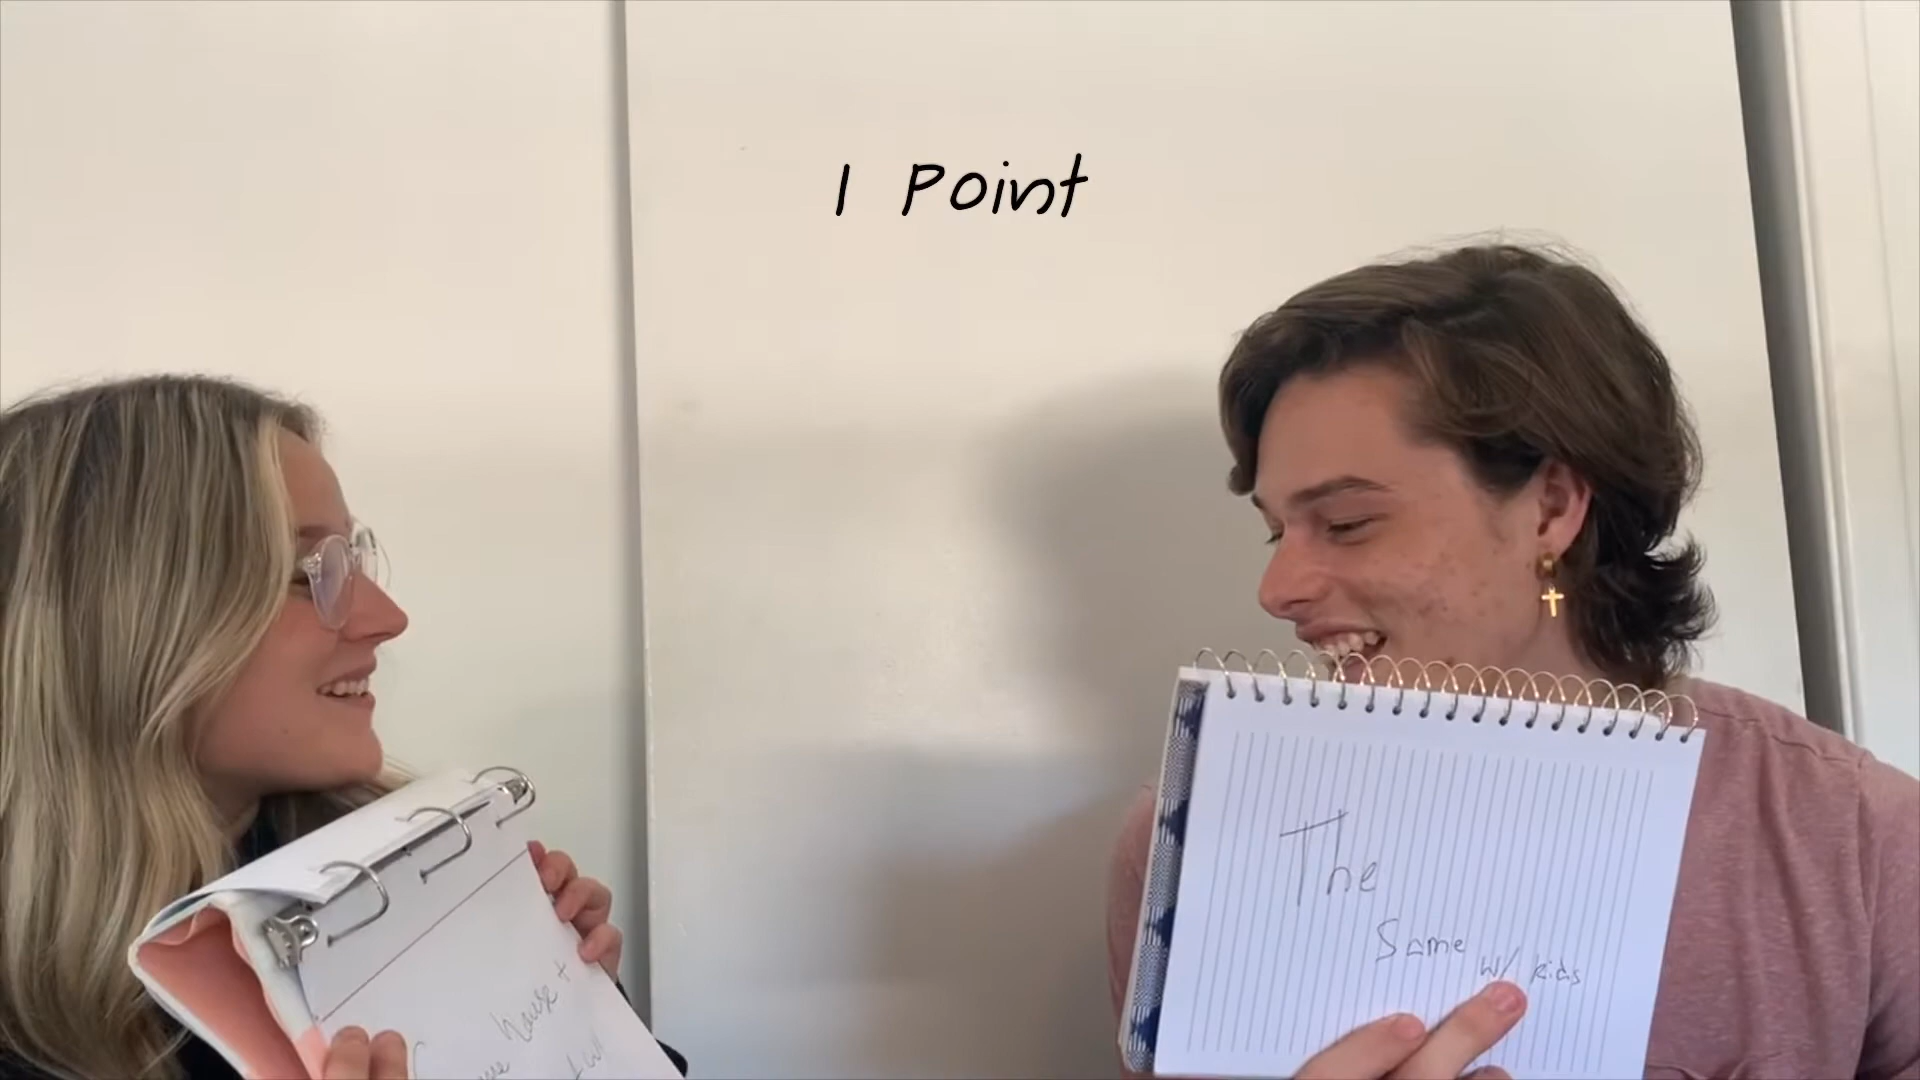 1 Point
house +
The
Same
w/ kids